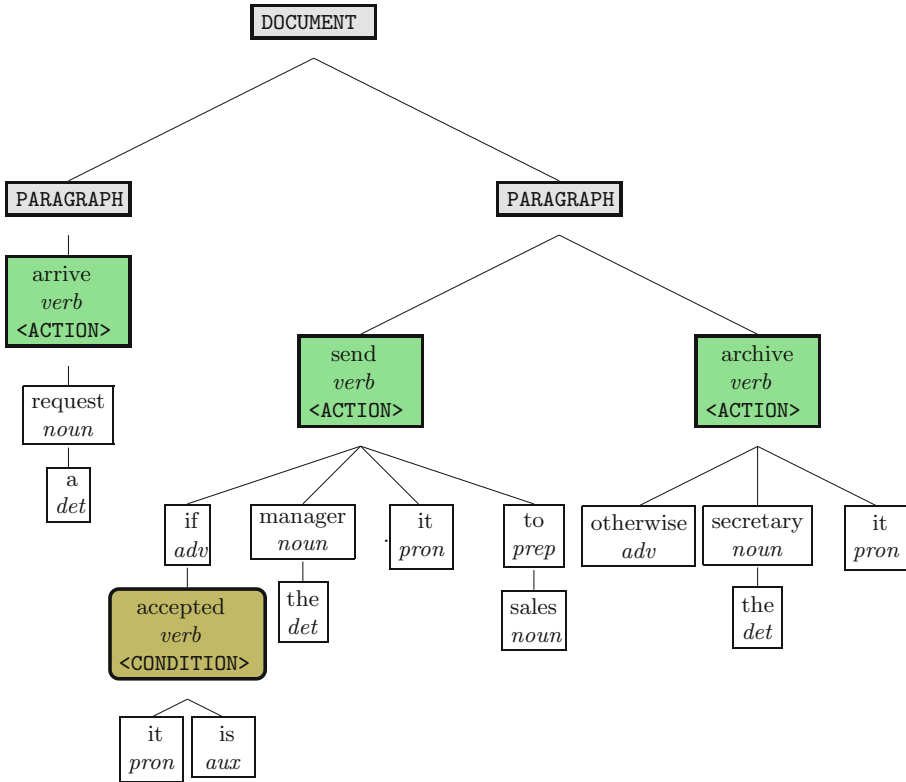 DOCUMENT
PARAGRAPH
PARAGRAPH
arrive
verb
<ACTION>
send
verb
<ACTION>
archive
verb
<ACTION>
request
noun
a
det
if
adv
manager
noun
.
it
pron
to
prep
otherwise
adv
secretary
noun
it
pron
accepted
verb
<CONDITION>
the
det
sales
noun
the
det
it
pron
is
aux